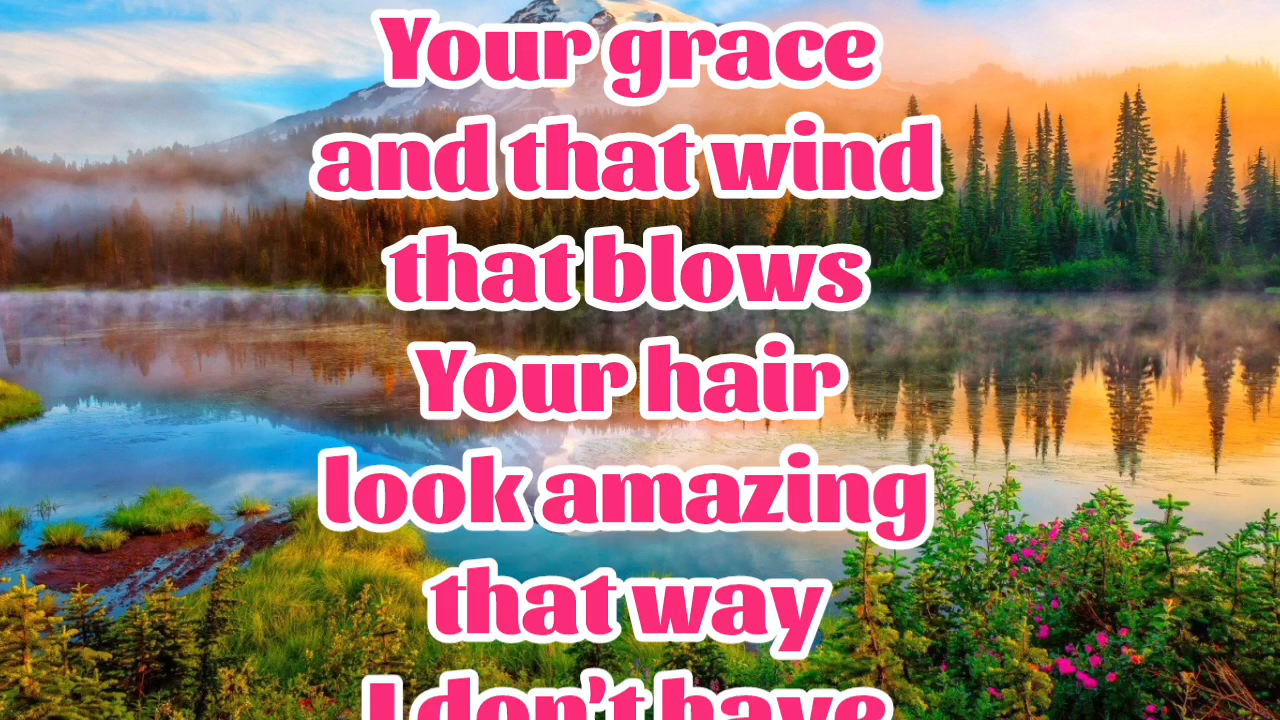 Your grace
and that wind
that blows
Your hair
look amazing
that way
I don't have